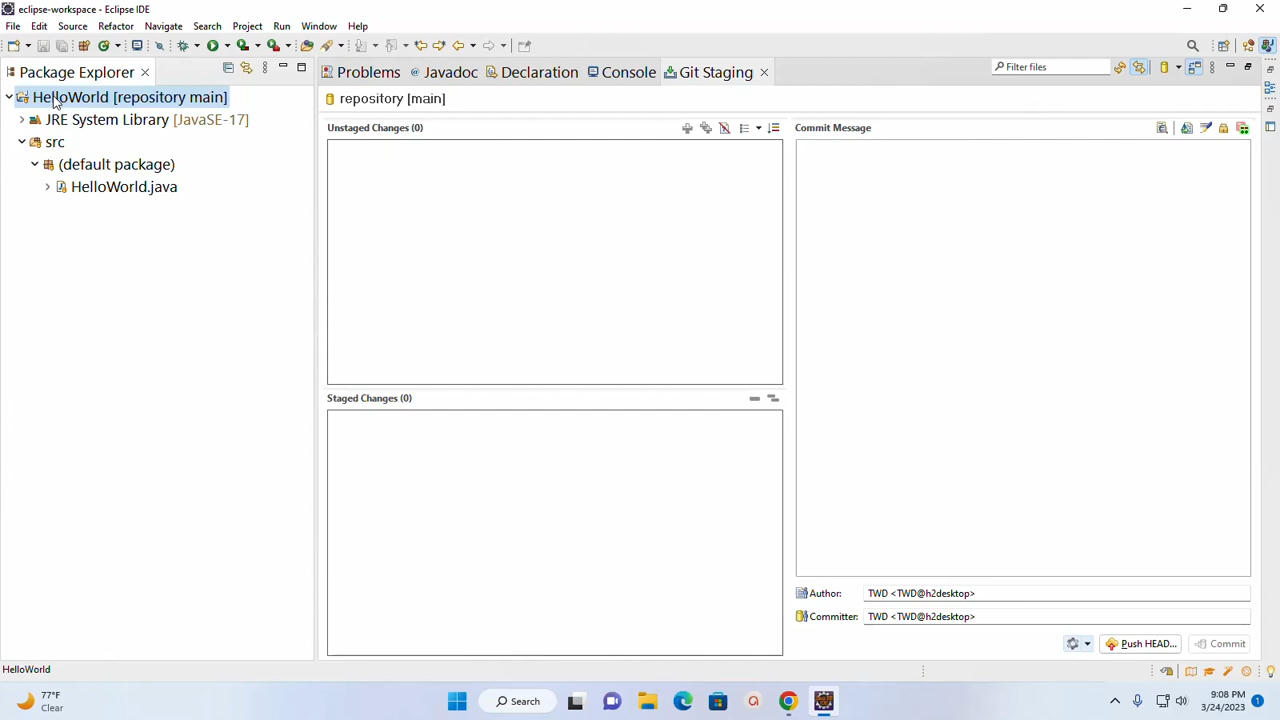 eclipse-workspace - Eclipse IDE
File Edit Source Refactor Navigate Search Project Run Window Help
Package Explorer
Problems Javadoc Declaration Console Git Staging
Filter files
HelloWorld [repository main]
repository [main]
JRE System Library [JavaSE-17]
Unstaged Changes (0)
Commit Message
src
(default package)
HelloWorld.java
Staged Changes (0)
Author: TWD <TWD@h2desktop>
Committer: TWD <TWD@h2desktop>
Push HEAD... Commit
HelloWorld
77°F
Clear
Search
9:08 PM
3/24/2023
1